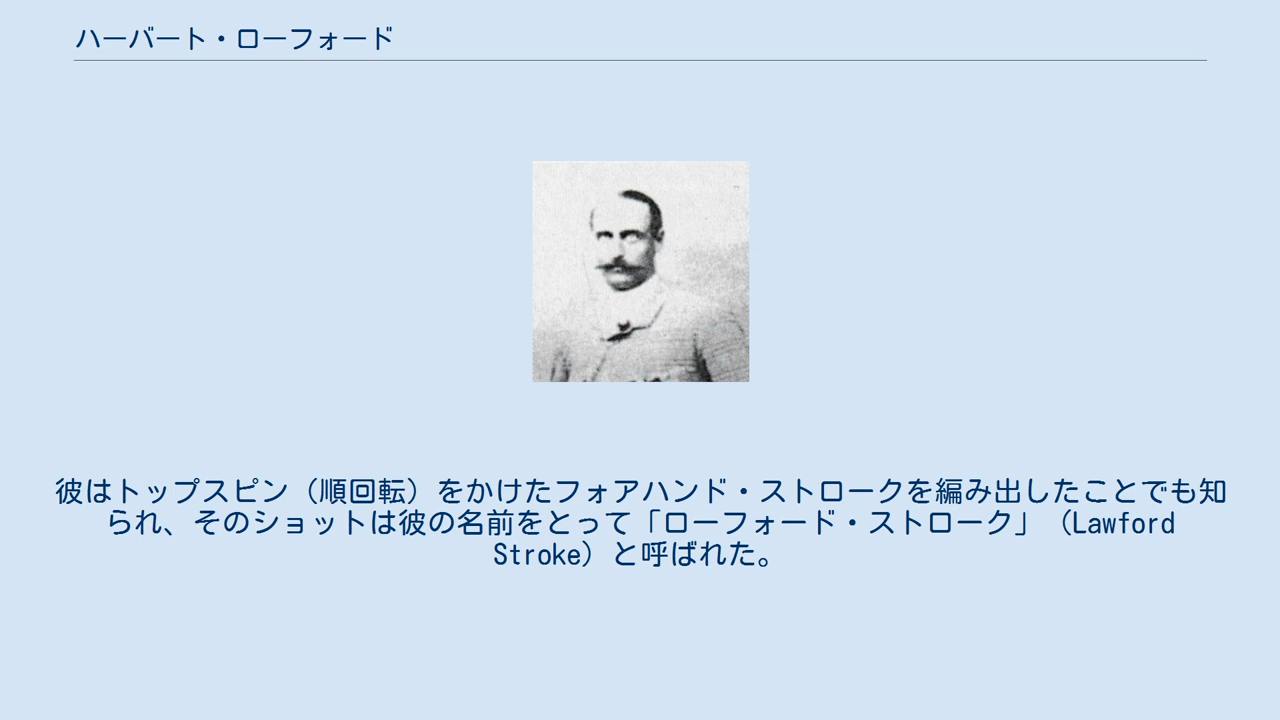 ハーバート・ローフォード
彼はトップスピン（順回転）をかけたフォアハンド・ストロークを編み出したことでも知
られ、そのショットは彼の名前をとって「ローフォード・ストローク」（Lawford
Stroke）と呼ばれた。